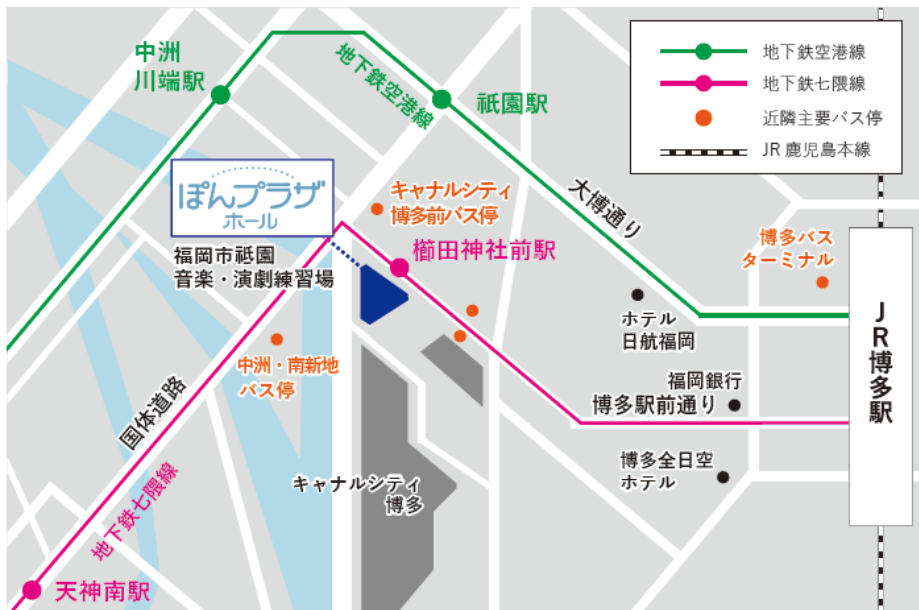 中洲
川端駅
地下鉄空港線
祇園駅
地下鉄空港線
地下鉄七隈線
近隣主要バス停
JR鹿児島本線
ぽんプラザ
ホール
福岡市祇園
音楽・演劇練習場
キャナルシティ
博多前バス停
櫛田神社前駅
大博通り
博多バス
ターミナル
ホテル
日航福岡
JR博多駅
中洲・南新地
バス停
国体道路
福岡銀行
博多駅前通り
博多全日空
ホテル
キャナルシティ
博多
地下鉄七隈線
天神南駅